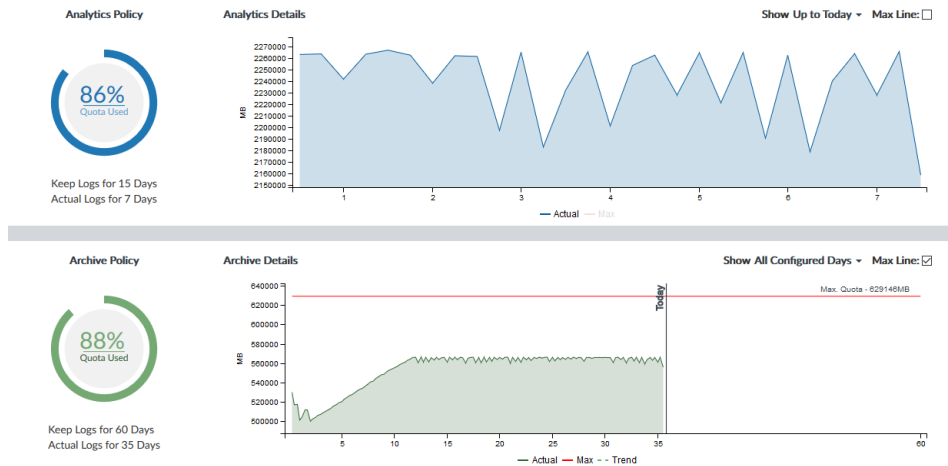 Analytics Policy
Analytics Details
Show Up to Today
Max Line:
86%
Quota Used
Keep Logs for 15 Days
Actual Logs for 7 Days
MB
2270000
2260000
2250000
2240000
2230000
2220000
2210000
2200000
2190000
2180000
2170000
2160000
2150000
1 2 3 4 5 6 7
Actual Max
Archive Policy
Archive Details
Show All Configured Days
Max Line:
88%
Quota Used
Keep Logs for 60 Days
Actual Logs for 35 Days
MB
640000
620000
600000
580000
560000
540000
520000
500000
Today
Max. Quota - 629146MB
5 10 15 20 25 30 35 60
Actual Max Trend